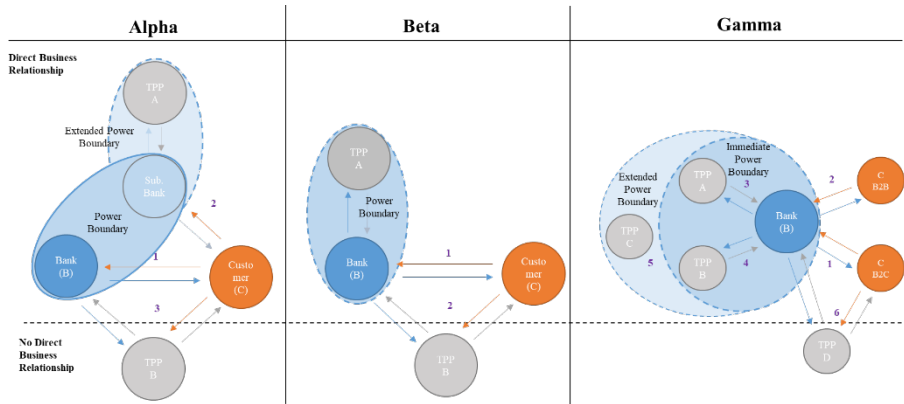 Alpha
Beta
Gamma
Direct Business
Relationship
TPP
A
Extended Power
Boundary
Sub.
Bank
2
Power
Boundary
Bank
(B)
1
Custo
mer
(C)
3
No Direct
Business
Relationship
TPP
B
TPP
A
Power
Boundary
Bank
(B)
1
Custo
mer
(C)
2
TPP
B
Immediate
Power
Boundary
Extended
Power
Boundary
TPP
A
3
2
C
B2B
TPP
C
Bank
(B)
5
TPP
B
4
1
C
B2C
6
TPP
D